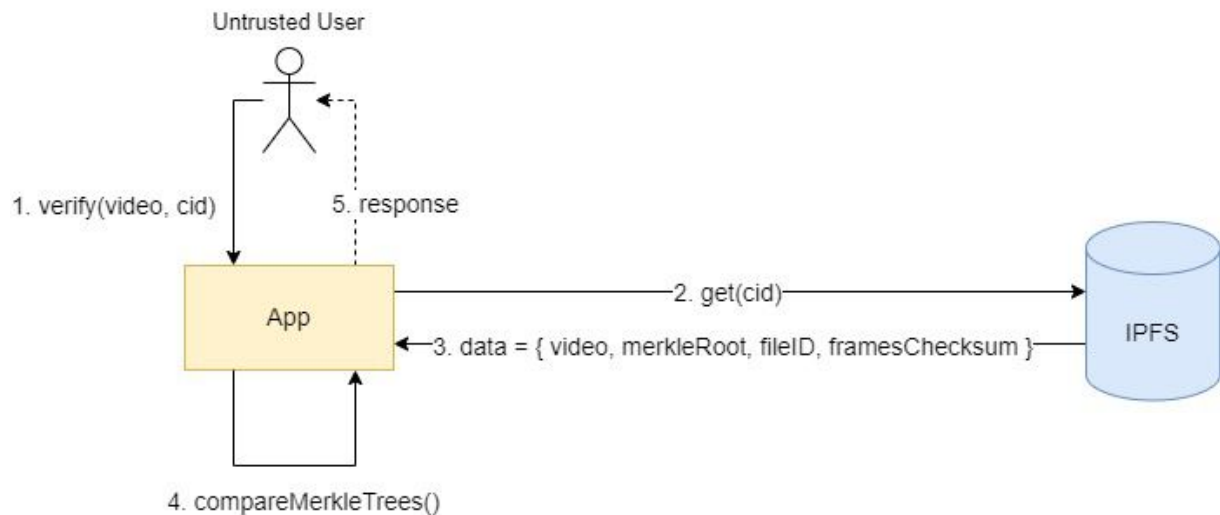 Untrusted User
1. verify(video, cid)
5. response
App
2. get(cid)
3. data = { video, merkleRoot, fileID, framesChecksum }
IPFS
4. compareMerkleTrees()